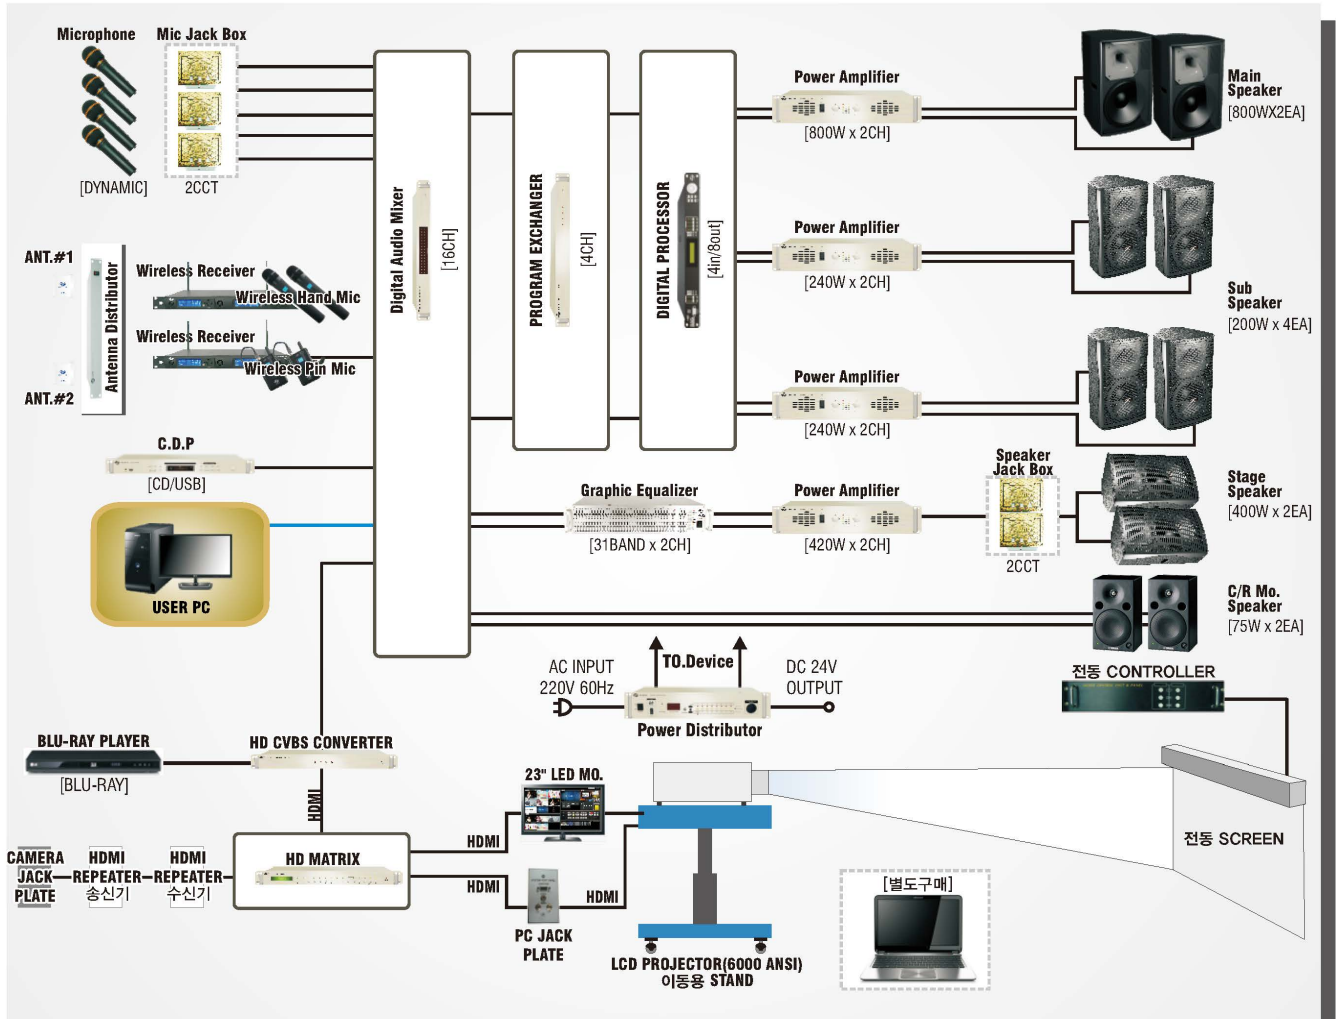 Microphone
[DYNAMIC]
Mic Jack Box
2CCT
ANT.#1
ANT.#2
Antenna Distributor
Wireless Receiver
Wireless Hand Mic
Wireless Receiver
Wireless Pin Mic
C.D.P
[CD/USB]
USER PC
Digital Audio Mixer
[16CH]
PROGRAM EXCHANGER
[4CH]
DIGITAL PROCESSOR
[4in/8out]
Power Amplifier
[800W x 2CH]
Main
Speaker
[800WX2EA]
Power Amplifier
[240W x 2CH]
Sub
Speaker
[200W x 4EA]
Power Amplifier
[240W x 2CH]
Graphic Equalizer
[31BAND x 2CH]
Power Amplifier
[420W x 2CH]
Speaker
Jack Box
2CCT
Stage
Speaker
[400W x 2EA]
C/R Mo.
Speaker
[75W x 2EA]
AC INPUT
220V 60Hz
TO.Device
DC 24V
OUTPUT
Power Distributor
전동 CONTROLLER
전동 SCREEN
BLU-RAY PLAYER
[BLU-RAY]
HD CVBS CONVERTER
HDMI
HD MATRIX
CAMERA
JACK
PLATE
HDMI
REPEATER
송신기
HDMI
REPEATER
수신기
HDMI
23" LED MO.
HDMI
PC JACK
PLATE
HDMI
LCD PROJECTOR(6000 ANSI)
이동용 STAND
[별도구매]